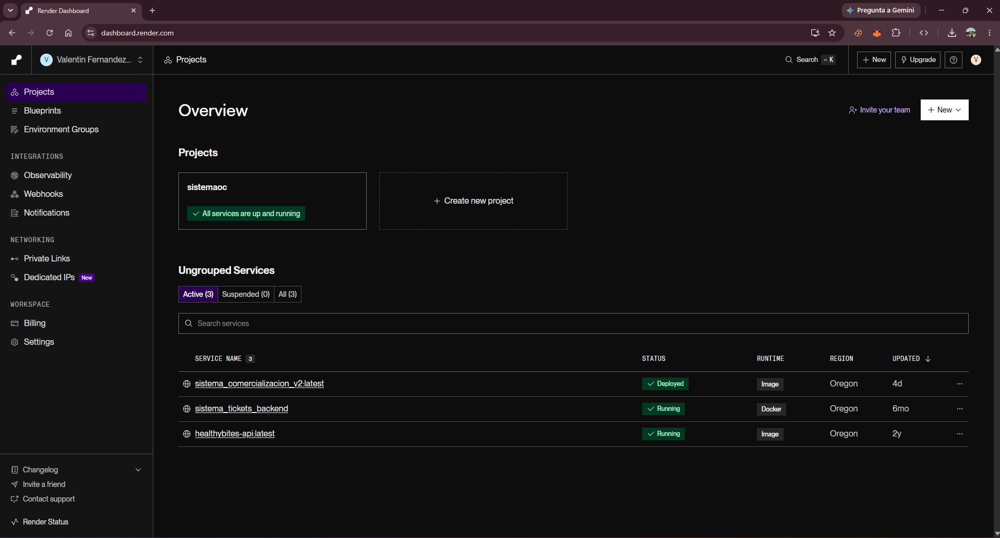 Render Dashboard
Pregunta a Gemini
dashboard.render.com
V Valentin Fernandez...
Projects
Search ^ K
+ New
Upgrade
V
Projects
Blueprints
Environment Groups
INTEGRATIONS
Observability
Webhooks
Notifications
NETWORKING
Private Links
Dedicated IPs New
WORKSPACE
Billing
Settings
Changelog
Invite a friend
Contact support
Render Status
Overview
Invite your team
+ New
Projects
sistemaoc
All services are up and running
+ Create new project
Ungrouped Services
Active (3) Suspended (0) All (3)
Search services
SERVICE NAME 3 STATUS RUNTIME REGION UPDATED
sistema_comercializacion_v2:latest Deployed Image Oregon 4d ...
sistema_tickets_backend Running Docker Oregon 6mo ...
healthybites-api:latest Running Image Oregon 2y ...